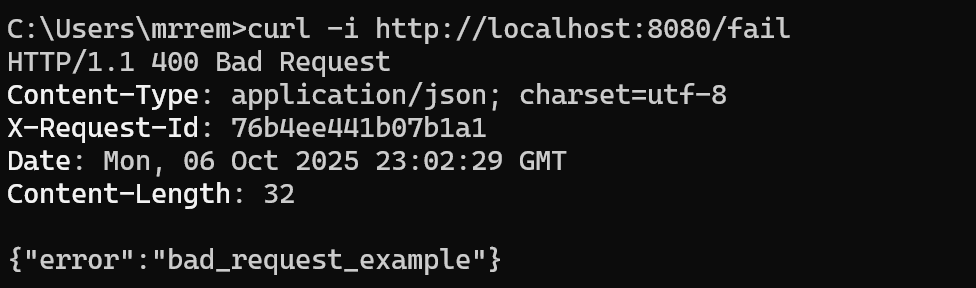 C:\Users\mrrem>curl -i http://localhost:8080/fail
HTTP/1.1 400 Bad Request
Content-Type: application/json; charset=utf-8
X-Request-Id: 76b4ee441b07b1a1
Date: Mon, 06 Oct 2025 23:02:29 GMT
Content-Length: 32

{"error":"bad_request_example"}